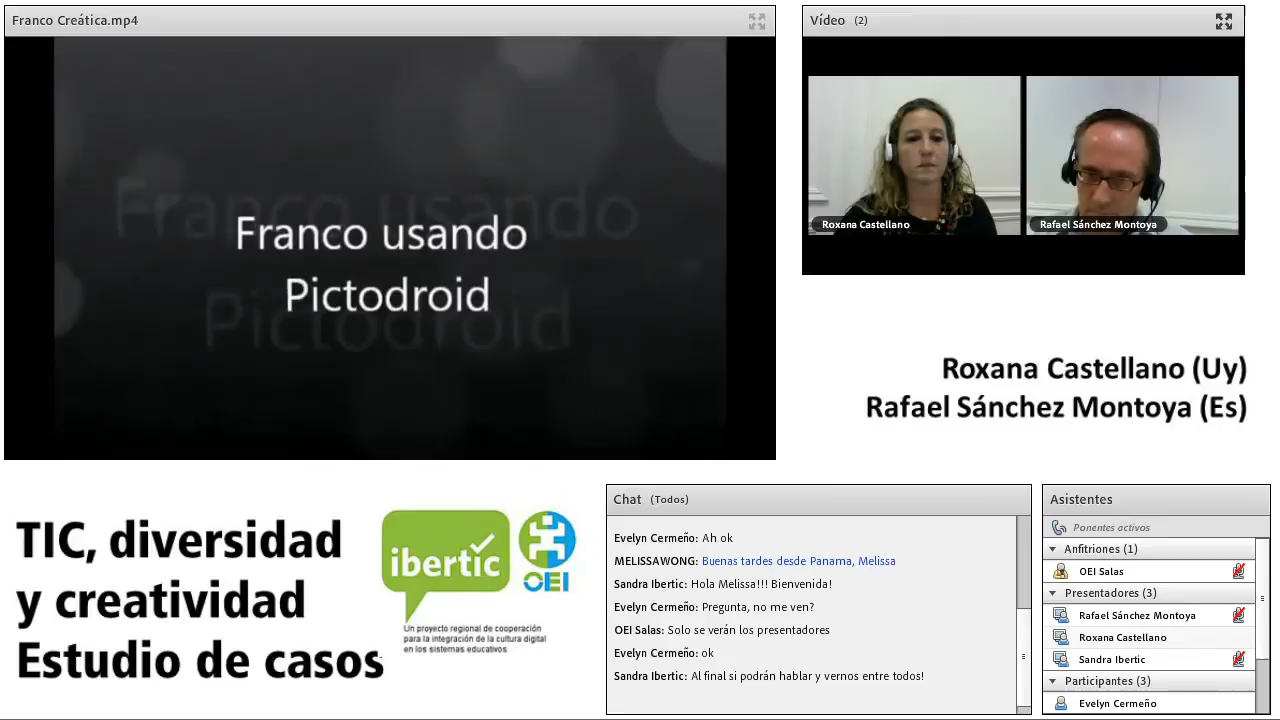 Franco Creática.mp4
Franco usando
Pictodroid
Vídeo (2)
Roxana Castellano
Rafael Sánchez Montoya
Roxana Castellano (Uy)
Rafael Sánchez Montoya (Es)
TIC, diversidad
y creatividad
Estudio de casos
ibertic
OEI
Un proyecto regional de cooperación
para la integración de la cultura digital
en los sistemas educativos
Chat (Todos)
Evelyn Cermeño: Ah ok
MELISSAWONG: Buenas tardes desde Panama, Melissa
Sandra Ibertic: Hola Melissa!!! Bienvenida!
Evelyn Cermeño: Pregunta, no me ven?
OEI Salas: Solo se verán los presentadores
Evelyn Cermeño: ok
Sandra Ibertic: Al final si podrán hablar y vernos entre todos!
Asistentes
Ponentes activos
Anfitriones (1)
OEI Salas
Presentadores (3)
Rafael Sánchez Montoya
Roxana Castellano
Sandra Ibertic
Participantes (3)
Evelyn Cermeño